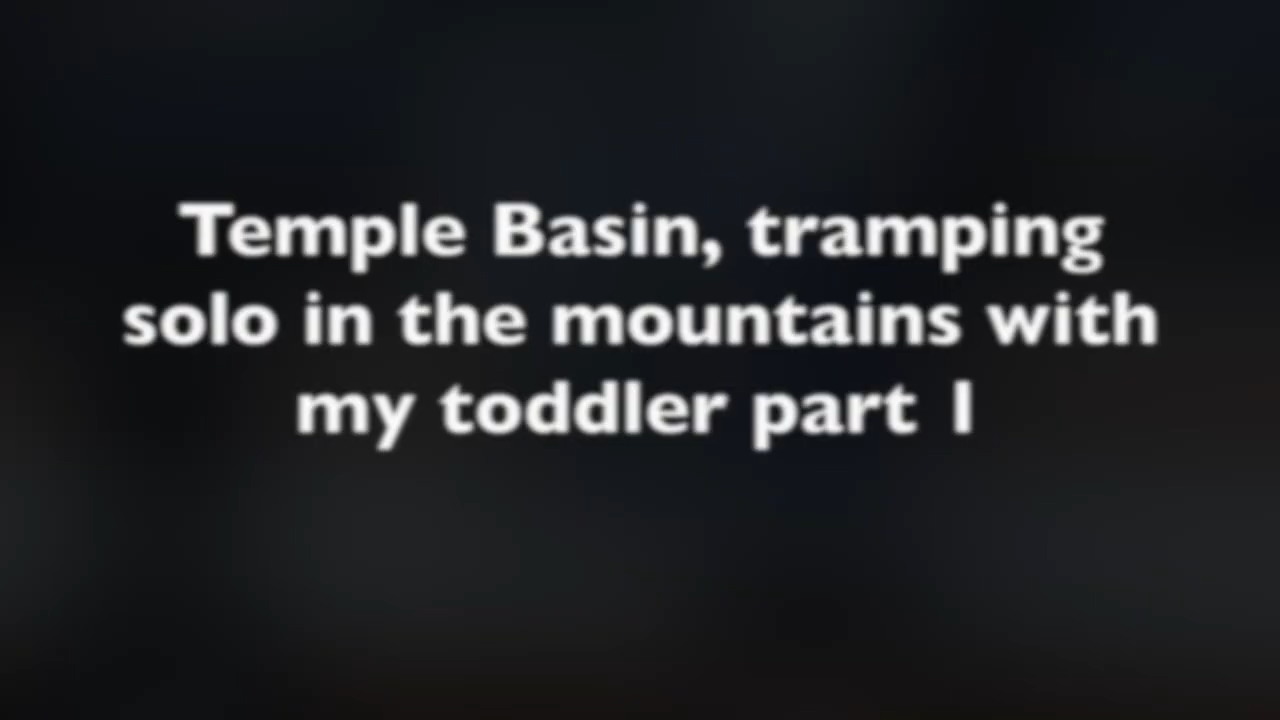 Temple Basin, tramping
solo in the mountains with
my toddler part 1